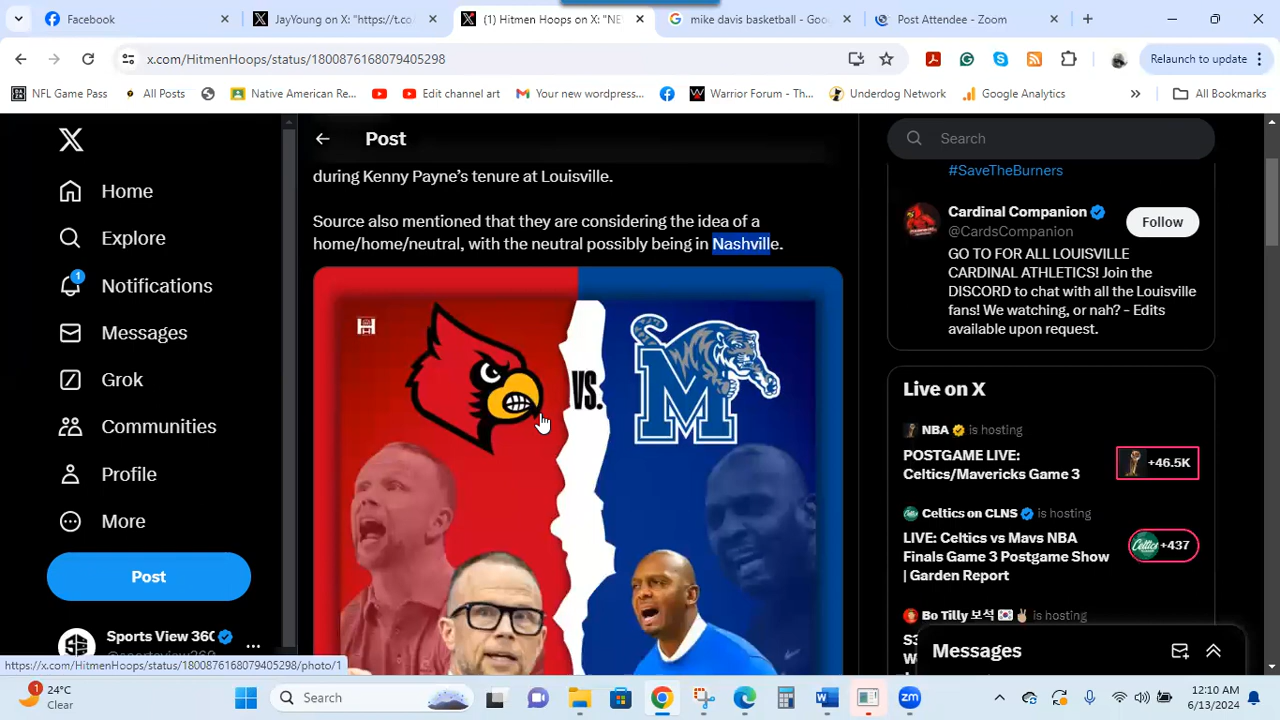 Facebook
JayYoung on X: "https://t.co
(1) Hitmen Hoops on X: "NE
mike davis basketball - Goo
Post Attendee - Zoom
x.com/HitmenHoops/status/1800876168079405298
Relaunch to update
NFL Game Pass
All Posts
Native American Re...
Edit channel art
Your new wordpress...
Warrior Forum - Th...
Underdog Network
Google Analytics
All Bookmarks
Home
Explore
1
Notifications
Messages
Grok
Communities
Profile
More
Post
Sports View 360
@sportsview360
Post
during Kenny Payne's tenure at Louisville.
Source also mentioned that they are considering the idea of a
home/home/neutral, with the neutral possibly being in Nashville.
H
VS.
M
Search
#SaveTheBurners
Cardinal Companion
@CardsCompanion
Follow
GO TO FOR ALL LOUISVILLE
CARDINAL ATHLETICS! Join the
DISCORD to chat with all the Louisville
fans! We watching, or nah? - Edits
available upon request.
Live on X
NBA is hosting
POSTGAME LIVE:
Celtics/Mavericks Game 3
+46.5K
Celtics on CLNS is hosting
LIVE: Celtics vs Mavs NBA
Finals Game 3 Postgame Show
| Garden Report
+437
Bo Tilly 보석 is hosting
Messages
https://x.com/HitmenHoops/status/1800876168079405298/photo/1
1
24°C
Clear
Search
zm
12:10 AM
6/13/2024